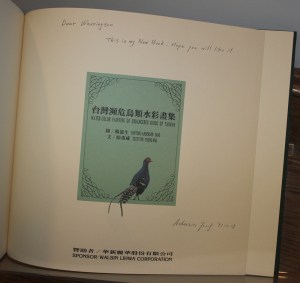 Dear Warrington
This is my New Book. Hope you will like it
台灣瀕危鳥類水彩畫集
WATER-COLOR PAINTING OF ENDANGERED BIRDS OF TAIWAN
贊助者／華新麗華股份有限公司
SPONSOR/WALSIN LIHWA CORPORATION